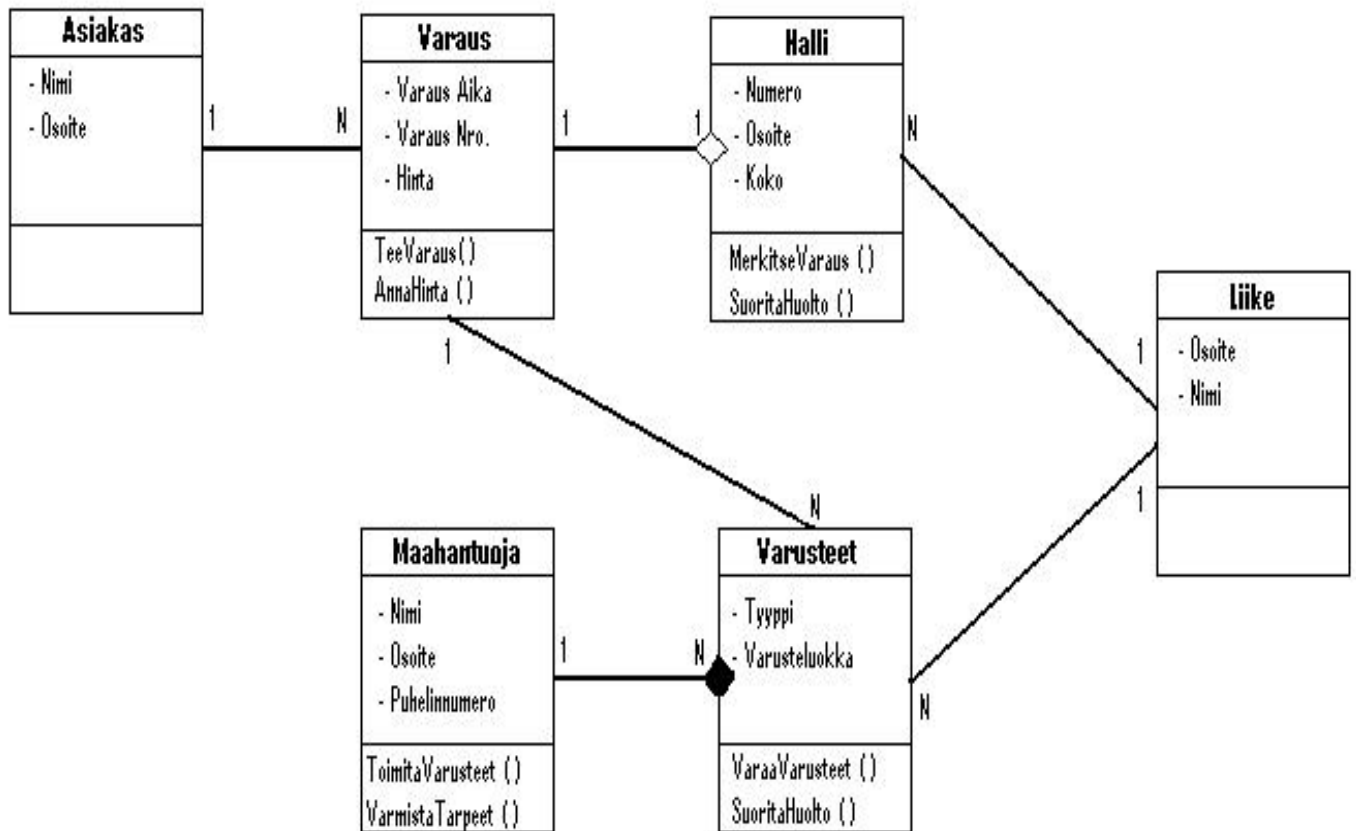 Asiakas
- Nimi
- Osoite
1
N
Varaus
- Varaus Aika
- Varaus Nro.
- Hinta
TeeVaraus()
AnnaHinta ()
1
1
Halli
- Numero
- Osoite
- Koko
MerkitseVaraus ()
SuoritaHuolto ()
N
1
Liike
- Osoite
- Nimi
1
N
1
N
Maahantuoja
- Nimi
- Osoite
- Puhelinnumero
ToimitaVarusteet ()
VarmistaTarpeet ()
1
N
Varusteet
- Tyyppi
- Varusteluokka
VaraaVarusteet ()
SuoritaHuolto ()